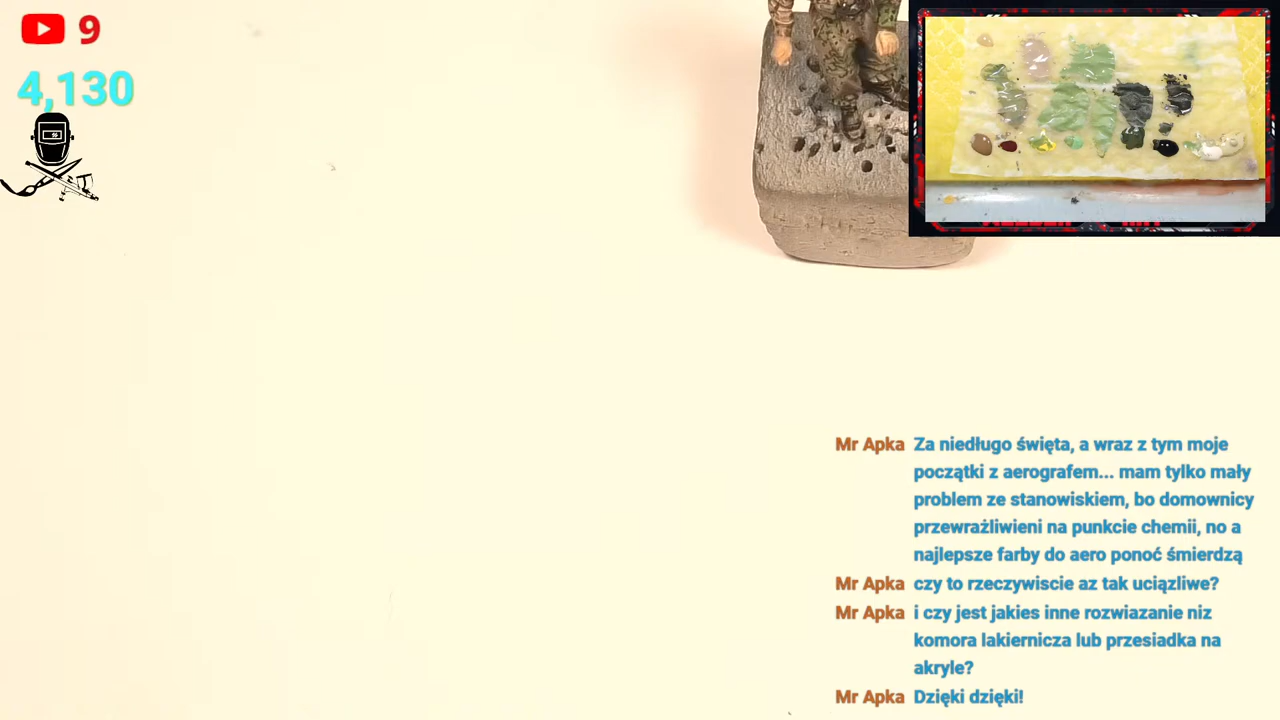 9
4,130
Mr Apka Za niedługo święta, a wraz z tym moje
początki z aerografem... mam tylko mały
problem ze stanowiskiem, bo domownicy
przewrażliwieni na punkcie chemii, no a
najlepsze farby do aero ponoć śmierdzą
Mr Apka czy to rzeczywiscie az tak uciązliwe?
Mr Apka i czy jest jakies inne rozwiazanie niz
komora lakiernicza lub przesiadka na
akryle?
Mr Apka Dzięki dzięki!